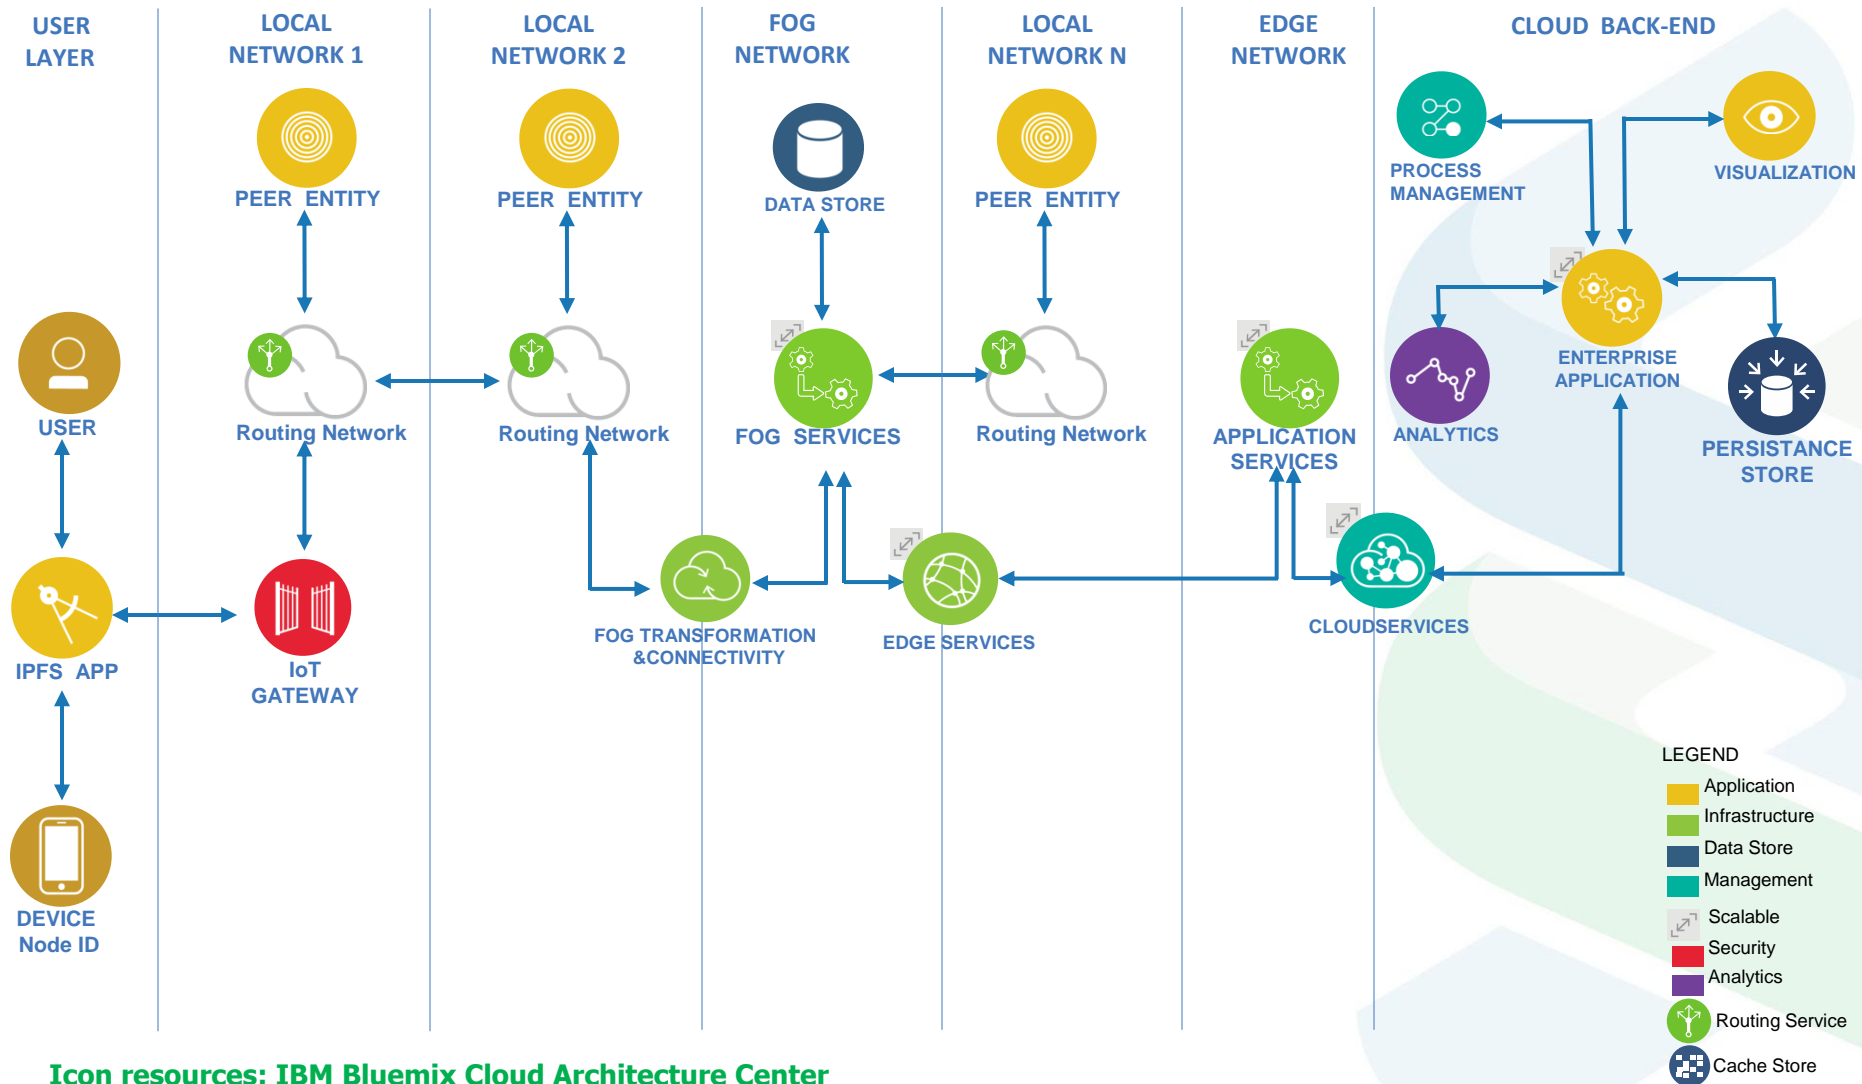 USER
LAYER
LOCAL
NETWORK 1
LOCAL
NETWORK 2
FOG
NETWORK
LOCAL
NETWORK N
EDGE
NETWORK
CLOUD BACK-END
PEER ENTITY
PEER ENTITY
DATA STORE
PEER ENTITY
PROCESS
MANAGEMENT
VISUALIZATION
USER
Routing Network
Routing Network
FOG SERVICES
Routing Network
APPLICATION
SERVICES
ANALYTICS
ENTERPRISE
APPLICATION
PERSISTANCE
STORE
IPFS APP
IoT
GATEWAY
FOG TRANSFORMATION
&CONNECTIVITY
EDGE SERVICES
CLOUDSERVICES
DEVICE
Node ID
LEGEND
Application
Infrastructure
Data Store
Management
Scalable
Security
Analytics
Routing Service
Cache Store
Icon resources: IBM Bluemix Cloud Architecture Center